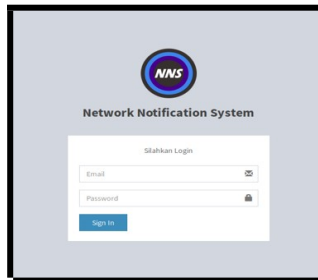 NNS
Network Notification System
Silahkan Login
Email
Password
Sign In